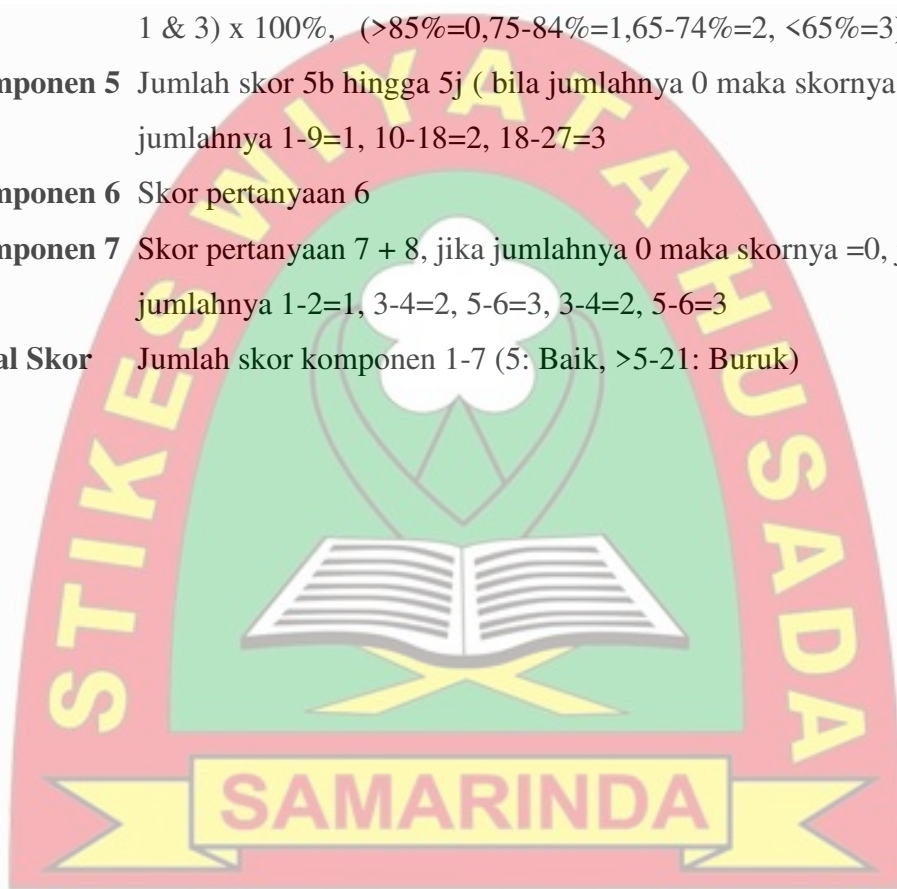 1 & 3) x 100%, (>85%=0,75-84%=1,65-74%=2, <65%=3)
mponen 5 Jumlah skor 5b hingga 5j ( bila jumlahnya 0 maka skornya
jumlahnya 1-9=1, 10-18=2, 18-27=3
mponen 6 Skor pertanyaan 6
mponen 7 Skor pertanyaan 7 + 8, jika jumlahnya 0 maka skornya =0, j
jumlahnya 1-2=1, 3-4=2, 5-6=3, 3-4=2, 5-6=3
al Skor Jumlah skor komponen 1-7 (5: Baik, >5-21: Buruk)
STIKES WIYATA HUSADA
SAMARINDA